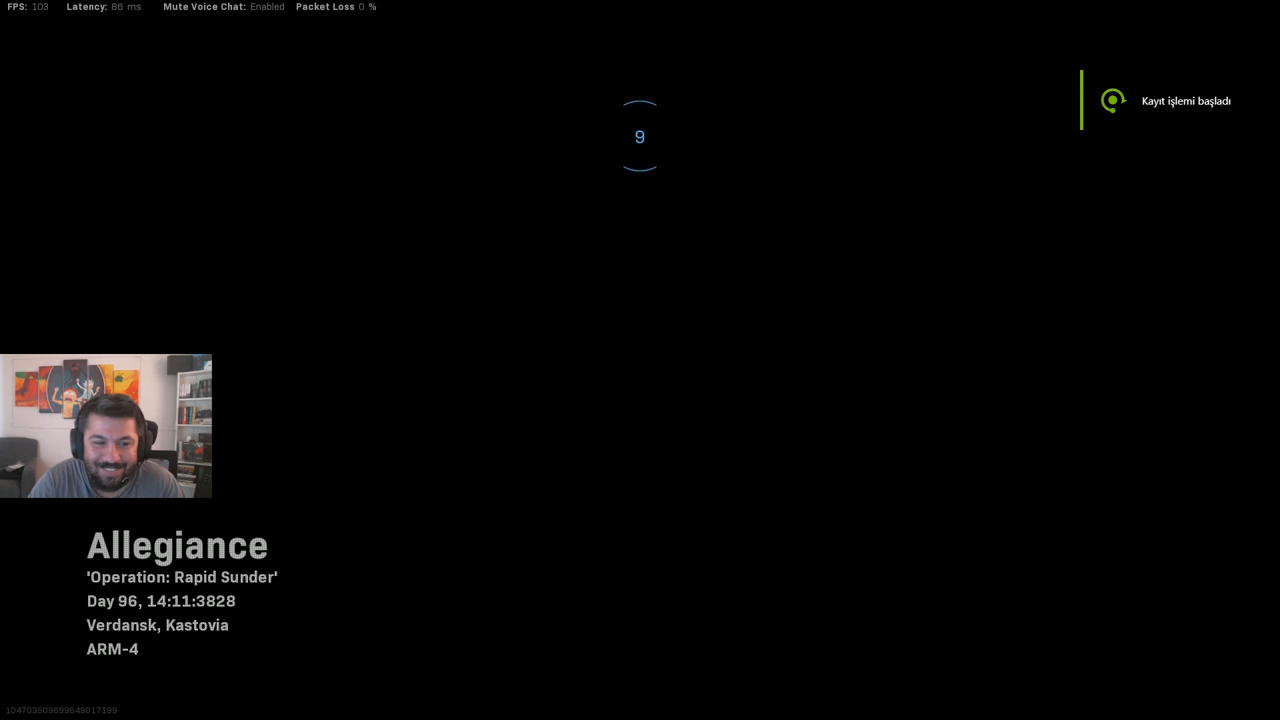 FPS: 103 Latency: 86 ms Mute Voice Chat: Enabled Packet Loss 0 %
Kayıt işlemi başladı
9
Allegiance
'Operation: Rapid Sunder'
Day 96, 14:11:3828
Verdansk, Kastovia
ARM-4
104703509699649017199